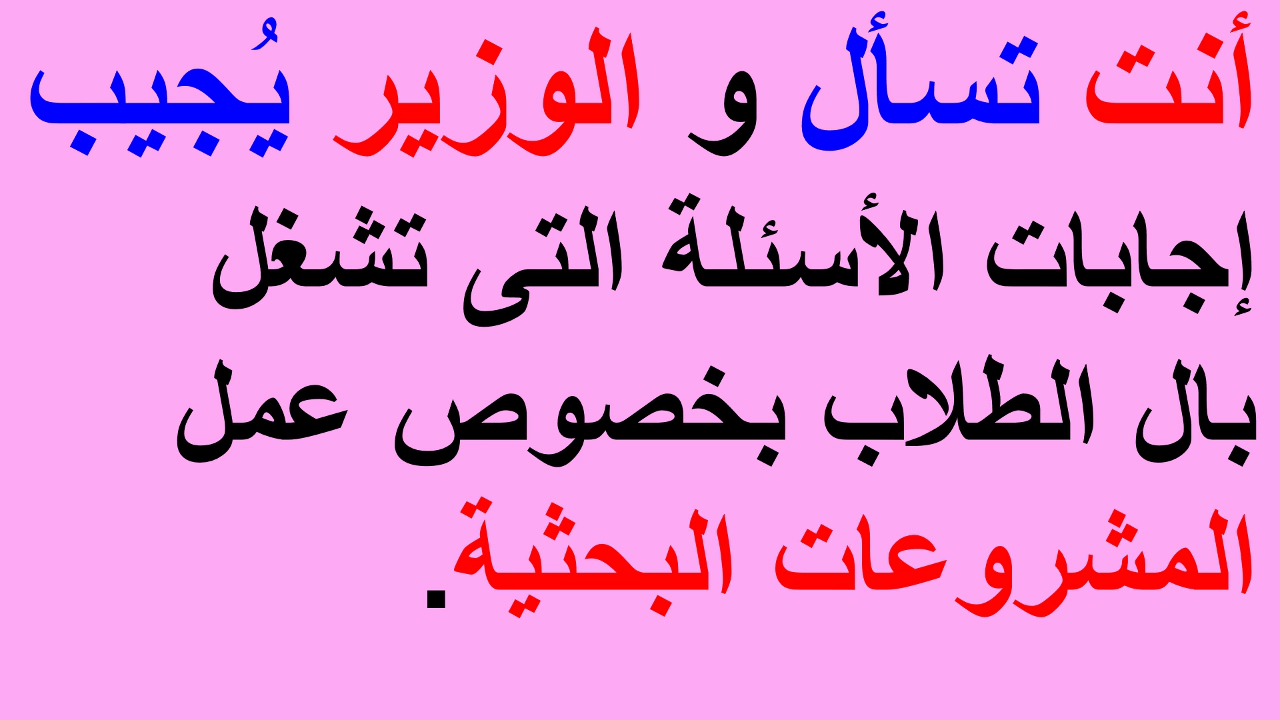 أنت تسأل و الوزير يُجيب
إجابات الأسئلة التى تشغل
بال الطلاب بخصوص عمل
المشروعات البحثية.